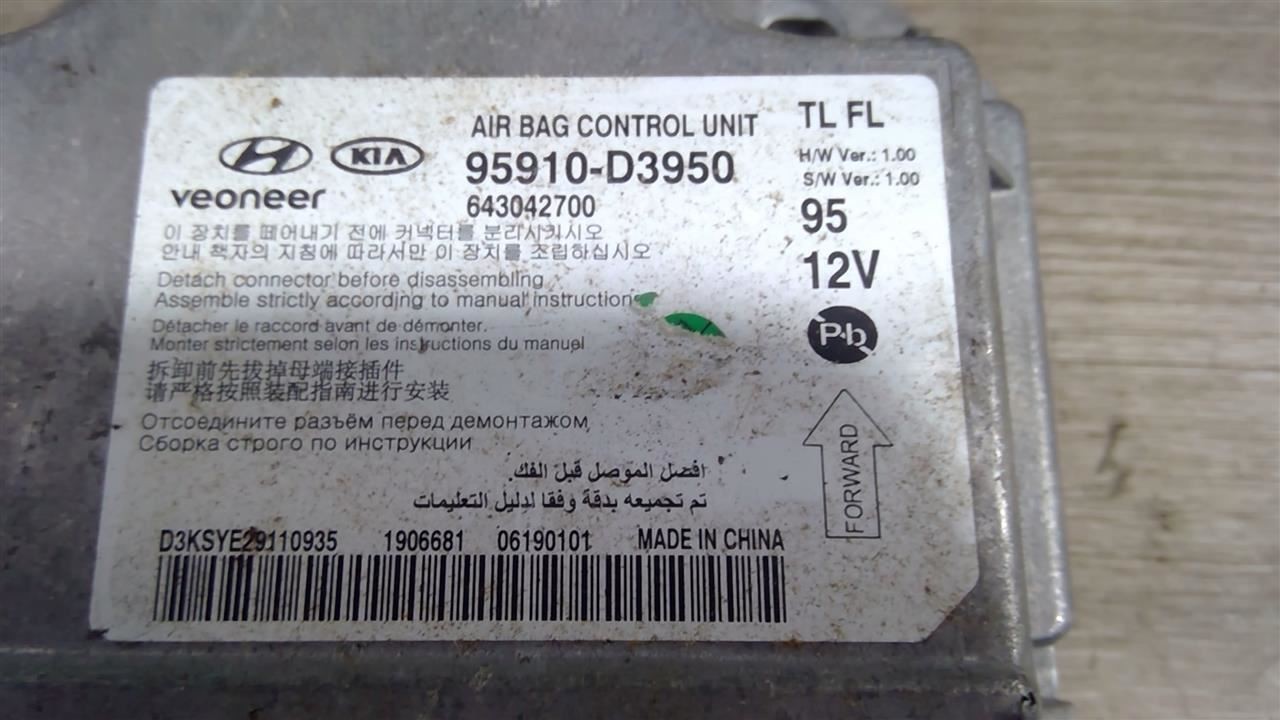 AIR BAG CONTROL UNIT
TL FL
KIA
95910-D3950
H/W Ver.: 1.00
S/W Ver.: 1.00
veoneer
643042700
95
이 장치를 떼어내기 전에 커넥터를 분리시키시오
안내 책자의 지침에 따라서만 이 장치를 조립하십시오
12V
Detach connector before disassembling
Assemble strictly according to manual instructions
Pb
Détacher le raccord avant de démonter.
Monter strictement selon les instructions du manuel
拆卸前先拔掉母端接插件
请严格按照装配指南进行安装
FORWARD
Отсоедините разъём перед демонтажом
Сборка строго по инструкции
افضل الموصل قبل الفك.
تم تجميعه بدقة وفقا لدليل التعليمات
D3KSYE29110935 1906681 06190101 MADE IN CHINA